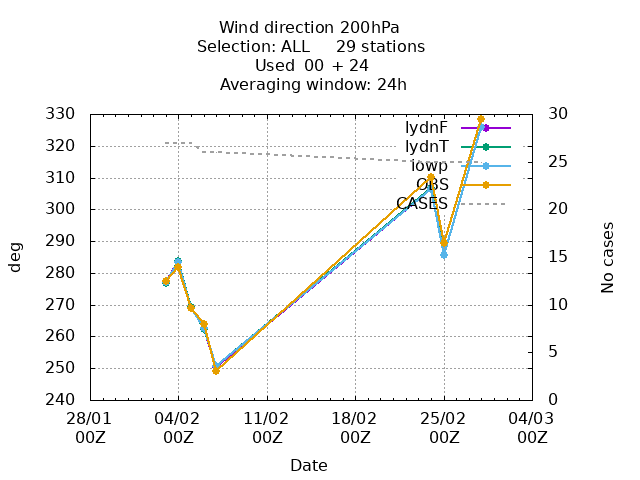 Wind direction 200hPa
Selection: ALL     29 stations
Used  00 + 24
Averaging window: 24h
330
320
310
300
290
280
270
260
250
240
deg
30
25
20
15
10
5
0
No cases
lydnF
lydnT
iowp
OBS
CASES
28/01 04/02 11/02 18/02 25/02 04/03
00Z 00Z 00Z 00Z 00Z 00Z
Date